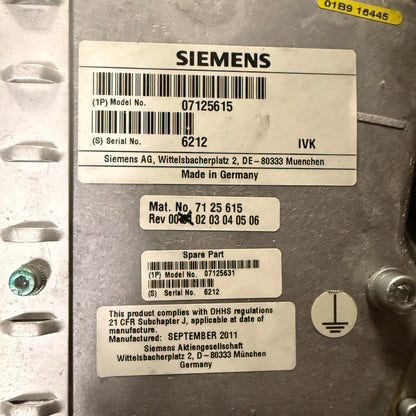 01B9 16445
SIEMENS
(1P) Model No. 07125615
(S) Serial No. 6212 IVK
Siemens AG, Wittelsbacherplatz 2, DE-80333 Muenchen
Made in Germany
Mat. No. 71 25 615
Rev 00 02 03 04 05 06
Spare Part
(1P) Model No. 07125631
(S) Serial No. 6212
This product complies with DHHS regulations
21 CFR Subchapter J, applicable at date of
manufacture.
Manufactured: SEPTEMBER 2011
Siemens Aktiengesellschaft
Wittelsbacherplatz 2, D-80333 München
Germany